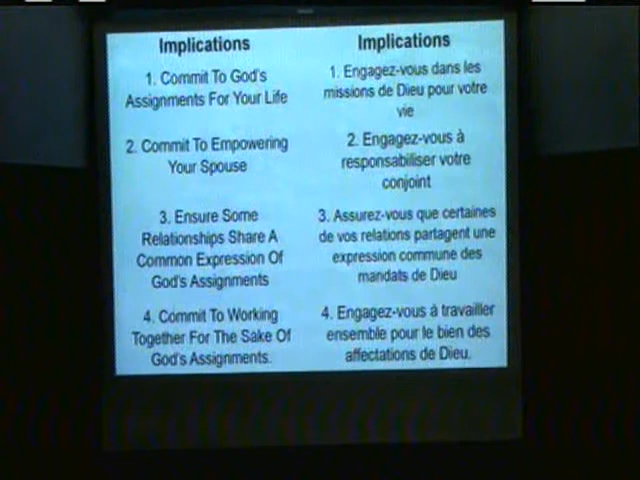 Implications
1. Commit To God's
Assignments For Your Life
2. Commit To Empowering
Your Spouse
3. Ensure Some
Relationships Share A
Common Expression Of
God's Assignments
4. Commit To Working
Together For The Sake Of
God's Assignments.
Implications
1. Engagez-vous dans les
missions de Dieu pour votre
vie
2. Engagez-vous à
responsabiliser votre
conjoint
3. Assurez-vous que certaines
de vos relations partagent une
expression commune des
mandats de Dieu
4. Engagez-vous à travailler
ensemble pour le bien des
affectations de Dieu.